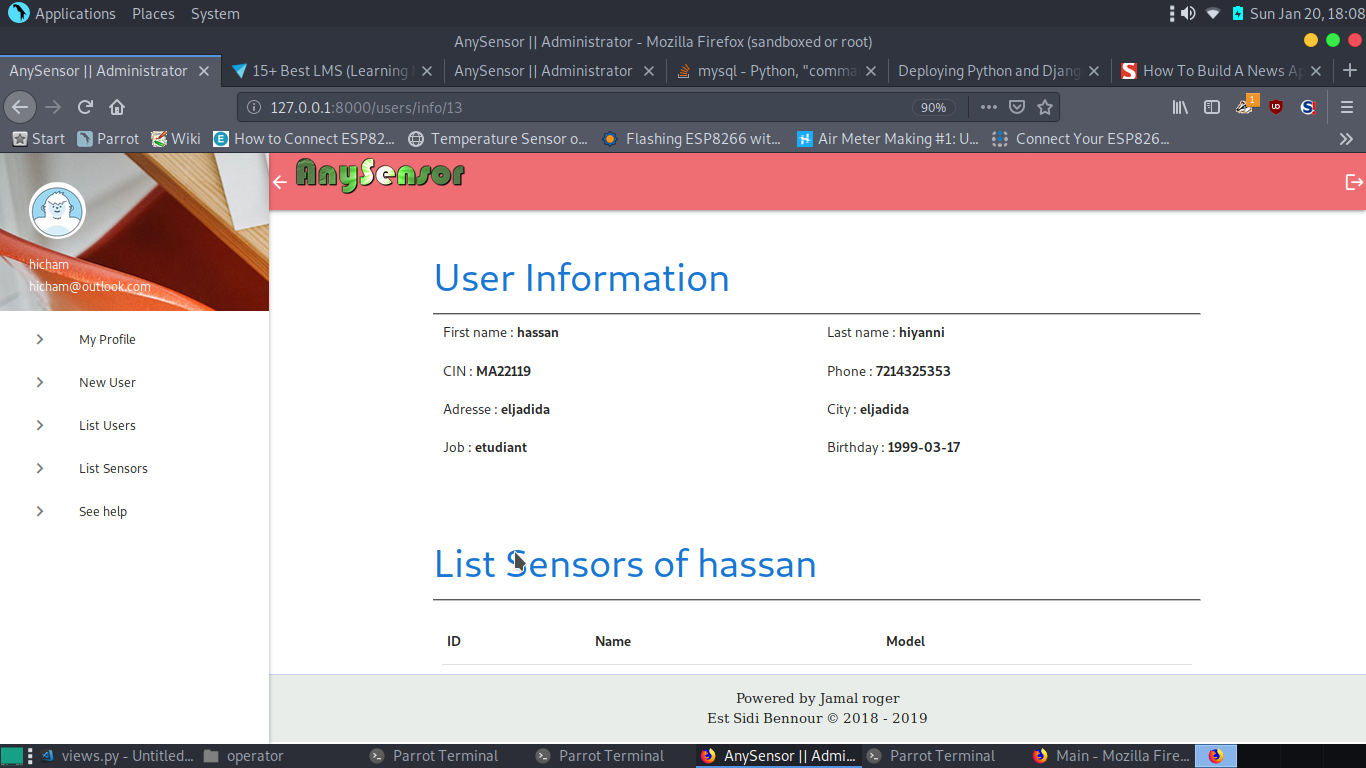 Applications Places System Sun Jan 20, 18:08
AnySensor || Administrator - Mozilla Firefox (sandboxed or root)
AnySensor || Administrator 15+ Best LMS (Learning AnySensor || Administrator mysql - Python, "comma Deploying Python and Djang How To Build A News Ap
127.0.0.1:8000/users/info/13 90% 1
Start Parrot Wiki How to Connect ESP82... Temperature Sensor o... Flashing ESP8266 wit... Air Meter Making #1: U... Connect Your ESP826...
AnySensor
hicham
hicham@outlook.com
My Profile
New User
List Users
List Sensors
See help
User Information
First name : hassan Last name : hiyanni
CIN : MA22119 Phone : 7214325353
Adresse : eljadida City : eljadida
Job : etudiant Birthday : 1999-03-17
List Sensors of hassan
ID Name Model
Powered by Jamal roger
Est Sidi Bennour © 2018 - 2019
views.py - Untitled... operator Parrot Terminal Parrot Terminal AnySensor || Admi... Parrot Terminal Main - Mozilla Fire...